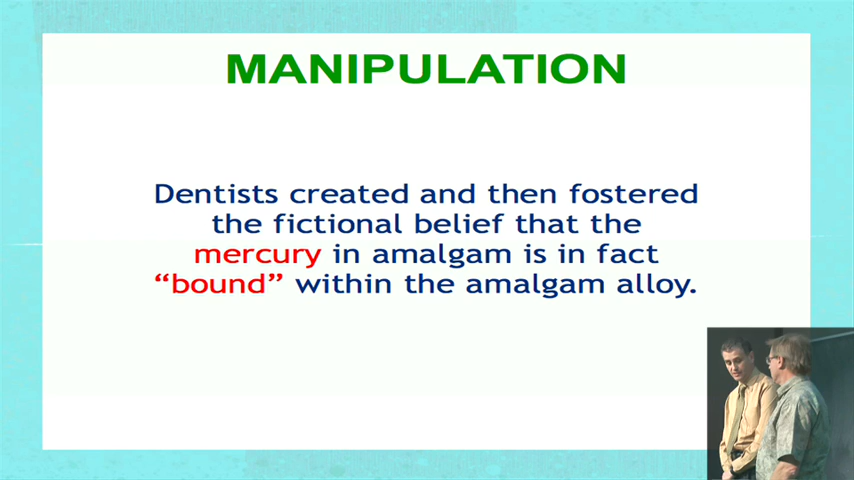 MANIPULATION
Dentists created and then fostered
the fictional belief that the
mercury in amalgam is in fact
“bound” within the amalgam alloy.